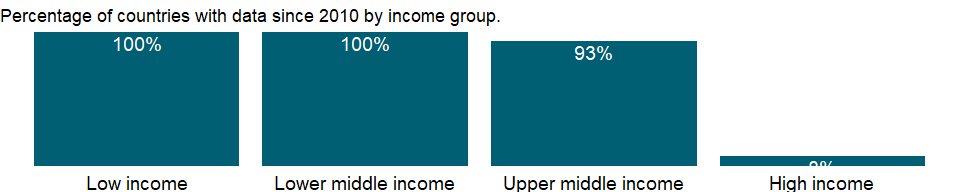 Percentage of countries with data since 2010 by income group.
100% 100% 93%
Low income Lower middle income Upper middle income High income